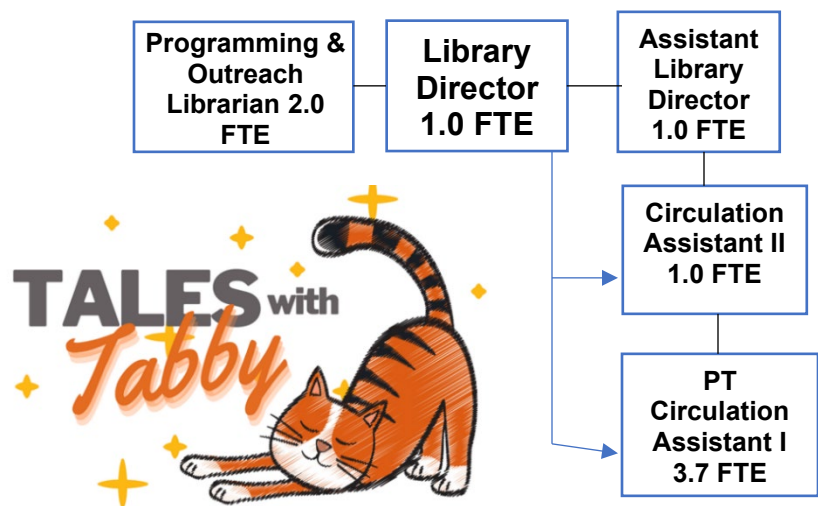 Programming &
Outreach
Librarian 2.0
FTE
Library
Director
1.0 FTE
Assistant
Library
Director
1.0 FTE
Circulation
Assistant II
1.0 FTE
PT
Circulation
Assistant I
3.7 FTE
TALES with
Tabby